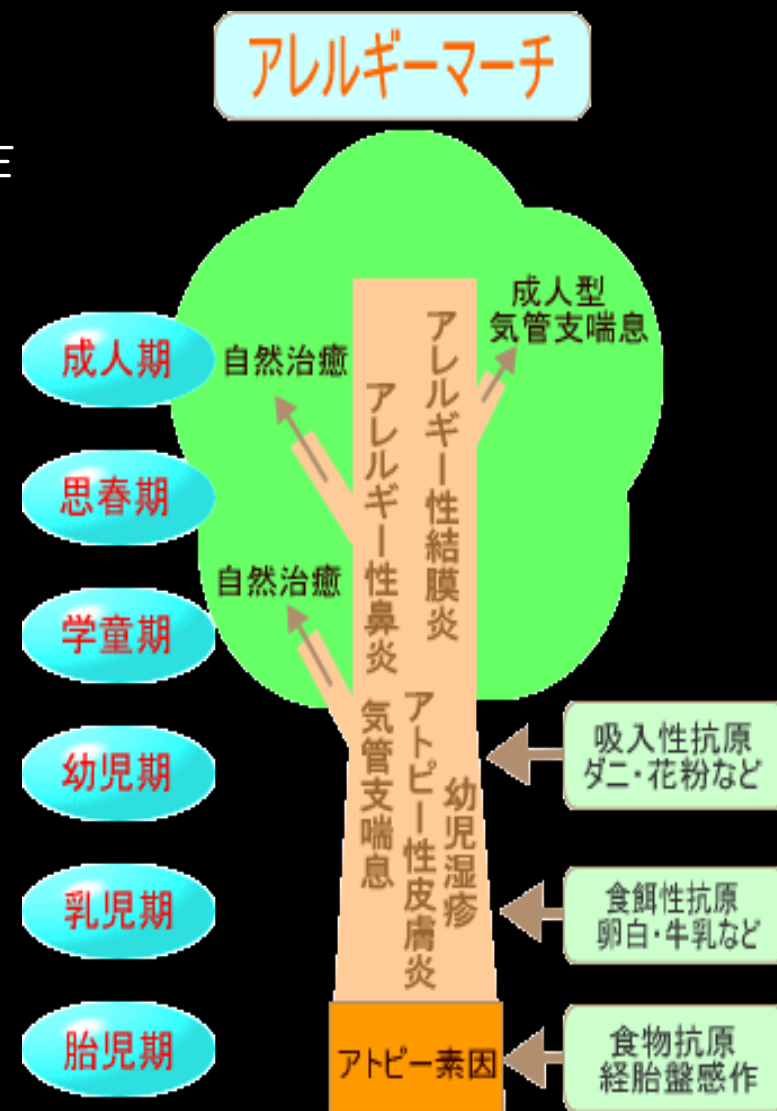 アレルギーマーチ
成人期
思春期
学童期
幼児期
乳児期
胎児期
自然治癒
自然治癒
成人型
気管支喘息
アレルギー性結膜炎
アレルギー性鼻炎
気管支喘息
アトピー性皮膚炎
幼児湿疹
アトピー素因
吸入性抗原
ダニ・花粉など
食餌性抗原
卵白・牛乳など
食物抗原
経胎盤感作